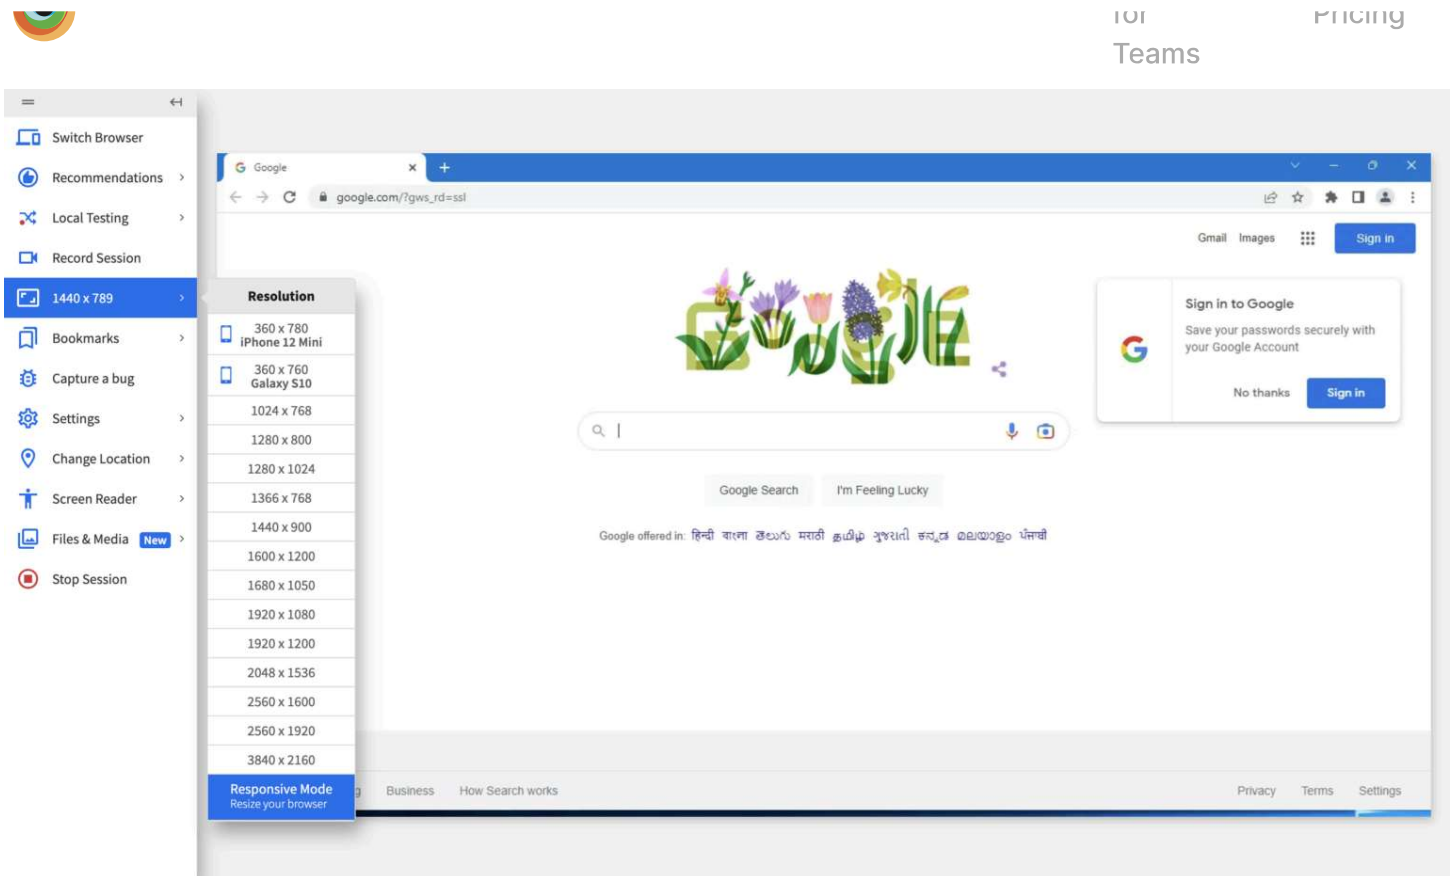 for
Pricing
Teams
Switch Browser
Recommendations
Local Testing
Record Session
1440 x 789
Bookmarks
Capture a bug
Settings
Change Location
Screen Reader
Files & Media New
Stop Session
Resolution
360 x 780
iPhone 12 Mini
360 x 760
Galaxy S10
1024 x 768
1280 x 800
1280 x 1024
1366 x 768
1440 x 900
1600 x 1200
1680 x 1050
1920 x 1080
1920 x 1200
2048 x 1536
2560 x 1600
2560 x 1920
3840 x 2160
Responsive Mode
Resize your browser
Google
google.com/?gws_rd=ssl
Gmail Images Sign in
Google
Sign in to Google
Save your passwords securely with
your Google Account
No thanks Sign in
Google Search I'm Feeling Lucky
Google offered in: हिन्दी বাংলা తెలుగు मराठी தமிழ் ગુજરાતી ಕನ್ನಡ മലയാളം ਪੰਜਾਬੀ
Business How Search works Privacy Terms Settings